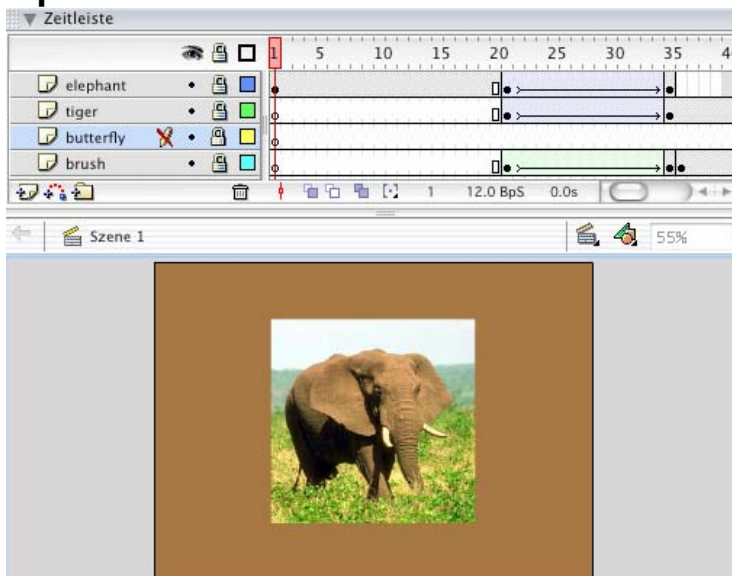 Zeitleiste
1 5 10 15 20 25 30 35 4
elephant
tiger
butterfly
brush
1 12.0 BpS 0.0s
Szene 1 55%